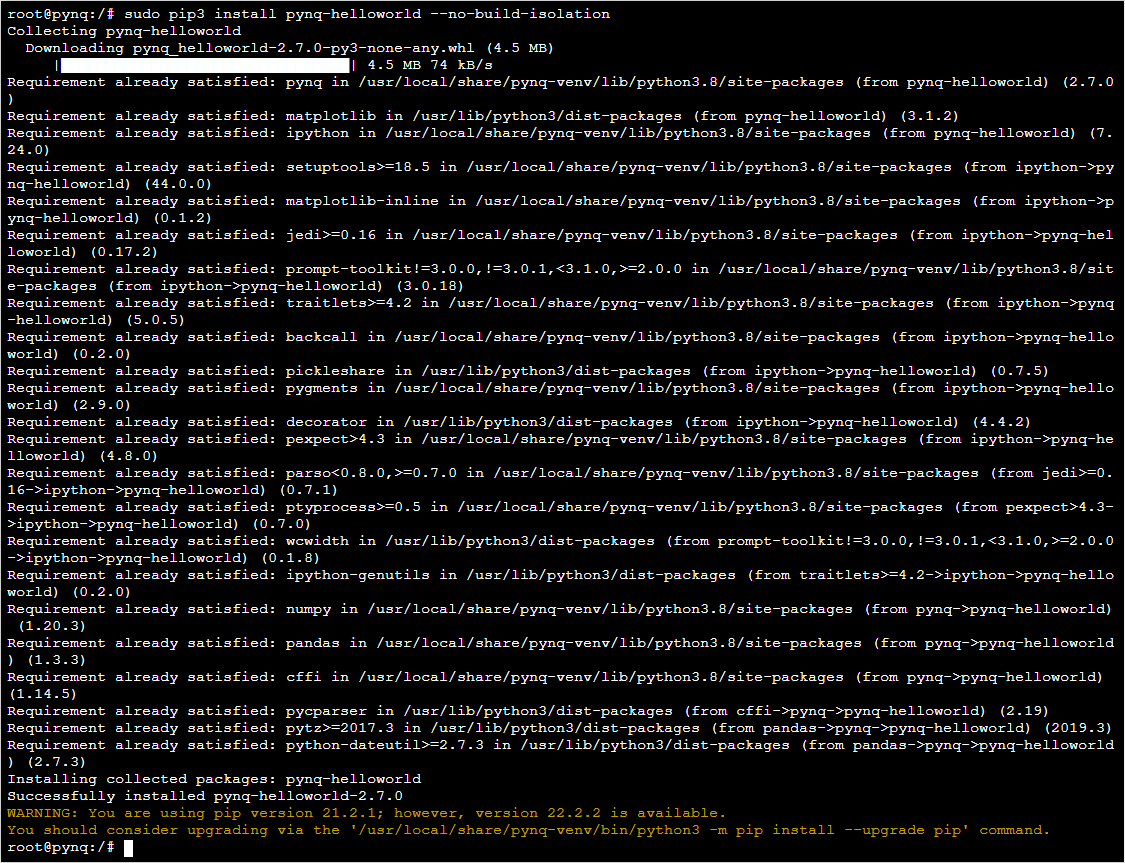 root@pynq:/# sudo pip3 install pynq-helloworld --no-build-isolation
Collecting pynq-helloworld
  Downloading pynq_helloworld-2.7.0-py3-none-any.whl (4.5 MB)
     |████████████████████████████████| 4.5 MB 74 kB/s
Requirement already satisfied: pynq in /usr/local/share/pynq-venv/lib/python3.8/site-packages (from pynq-helloworld) (2.7.0
)
Requirement already satisfied: matplotlib in /usr/lib/python3/dist-packages (from pynq-helloworld) (3.1.2)
Requirement already satisfied: ipython in /usr/local/share/pynq-venv/lib/python3.8/site-packages (from pynq-helloworld) (7.
24.0)
Requirement already satisfied: setuptools>=18.5 in /usr/local/share/pynq-venv/lib/python3.8/site-packages (from ipython->py
nq-helloworld) (44.0.0)
Requirement already satisfied: matplotlib-inline in /usr/local/share/pynq-venv/lib/python3.8/site-packages (from ipython->p
ynq-helloworld) (0.1.2)
Requirement already satisfied: jedi>=0.16 in /usr/local/share/pynq-venv/lib/python3.8/site-packages (from ipython->pynq-hel
loworld) (0.17.2)
Requirement already satisfied: prompt-toolkit!=3.0.0,!=3.0.1,<3.1.0,>=2.0.0 in /usr/local/share/pynq-venv/lib/python3.8/sit
e-packages (from ipython->pynq-helloworld) (3.0.18)
Requirement already satisfied: traitlets>=4.2 in /usr/local/share/pynq-venv/lib/python3.8/site-packages (from ipython->pynq
-helloworld) (5.0.5)
Requirement already satisfied: backcall in /usr/local/share/pynq-venv/lib/python3.8/site-packages (from ipython->pynq-hello
world) (0.2.0)
Requirement already satisfied: pickleshare in /usr/lib/python3/dist-packages (from ipython->pynq-helloworld) (0.7.5)
Requirement already satisfied: pygments in /usr/local/share/pynq-venv/lib/python3.8/site-packages (from ipython->pynq-hello
world) (2.9.0)
Requirement already satisfied: decorator in /usr/lib/python3/dist-packages (from ipython->pynq-helloworld) (4.4.2)
Requirement already satisfied: pexpect>4.3 in /usr/local/share/pynq-venv/lib/python3.8/site-packages (from ipython->pynq-he
lloworld) (4.8.0)
Requirement already satisfied: parso<0.8.0,>=0.7.0 in /usr/local/share/pynq-venv/lib/python3.8/site-packages (from jedi>=0.
16->ipython->pynq-helloworld) (0.7.1)
Requirement already satisfied: ptyprocess>=0.5 in /usr/local/share/pynq-venv/lib/python3.8/site-packages (from pexpect>4.3-
>ipython->pynq-helloworld) (0.7.0)
Requirement already satisfied: wcwidth in /usr/lib/python3/dist-packages (from prompt-toolkit!=3.0.0,!=3.0.1,<3.1.0,>=2.0.0
->ipython->pynq-helloworld) (0.1.8)
Requirement already satisfied: ipython-genutils in /usr/lib/python3/dist-packages (from traitlets>=4.2->ipython->pynq-hello
world) (0.2.0)
Requirement already satisfied: numpy in /usr/local/share/pynq-venv/lib/python3.8/site-packages (from pynq->pynq-helloworld)
 (1.20.3)
Requirement already satisfied: pandas in /usr/local/share/pynq-venv/lib/python3.8/site-packages (from pynq->pynq-helloworld
) (1.3.3)
Requirement already satisfied: cffi in /usr/local/share/pynq-venv/lib/python3.8/site-packages (from pynq->pynq-helloworld)
(1.14.5)
Requirement already satisfied: pycparser in /usr/lib/python3/dist-packages (from cffi->pynq->pynq-helloworld) (2.19)
Requirement already satisfied: pytz>=2017.3 in /usr/lib/python3/dist-packages (from pandas->pynq->pynq-helloworld) (2019.3)
Requirement already satisfied: python-dateutil>=2.7.3 in /usr/lib/python3/dist-packages (from pandas->pynq->pynq-helloworld
) (2.7.3)
Installing collected packages: pynq-helloworld
Successfully installed pynq-helloworld-2.7.0
WARNING: You are using pip version 21.2.1; however, version 22.2.2 is available.
You should consider upgrading via the '/usr/local/share/pynq-venv/bin/python3 -m pip install --upgrade pip' command.
root@pynq:/#